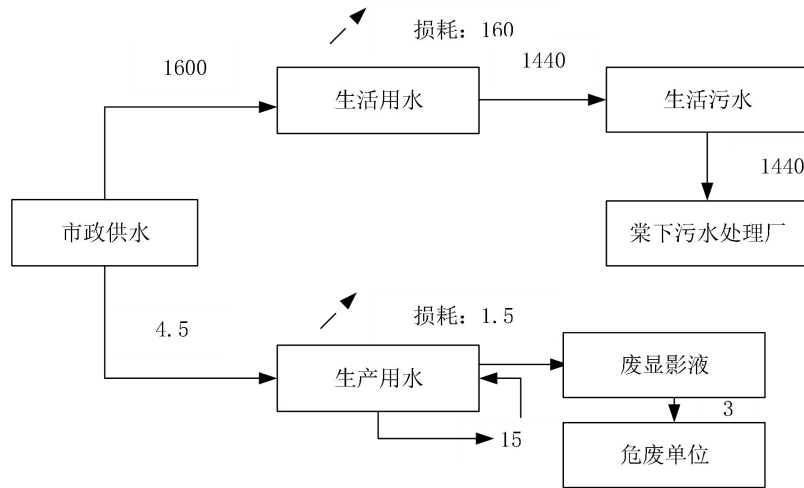 损耗：160
1600
1440
生活用水
生活污水
1440
市政供水
棠下污水处理厂
4.5
损耗：1.5
生产用水
废显影液
3
15
危废单位